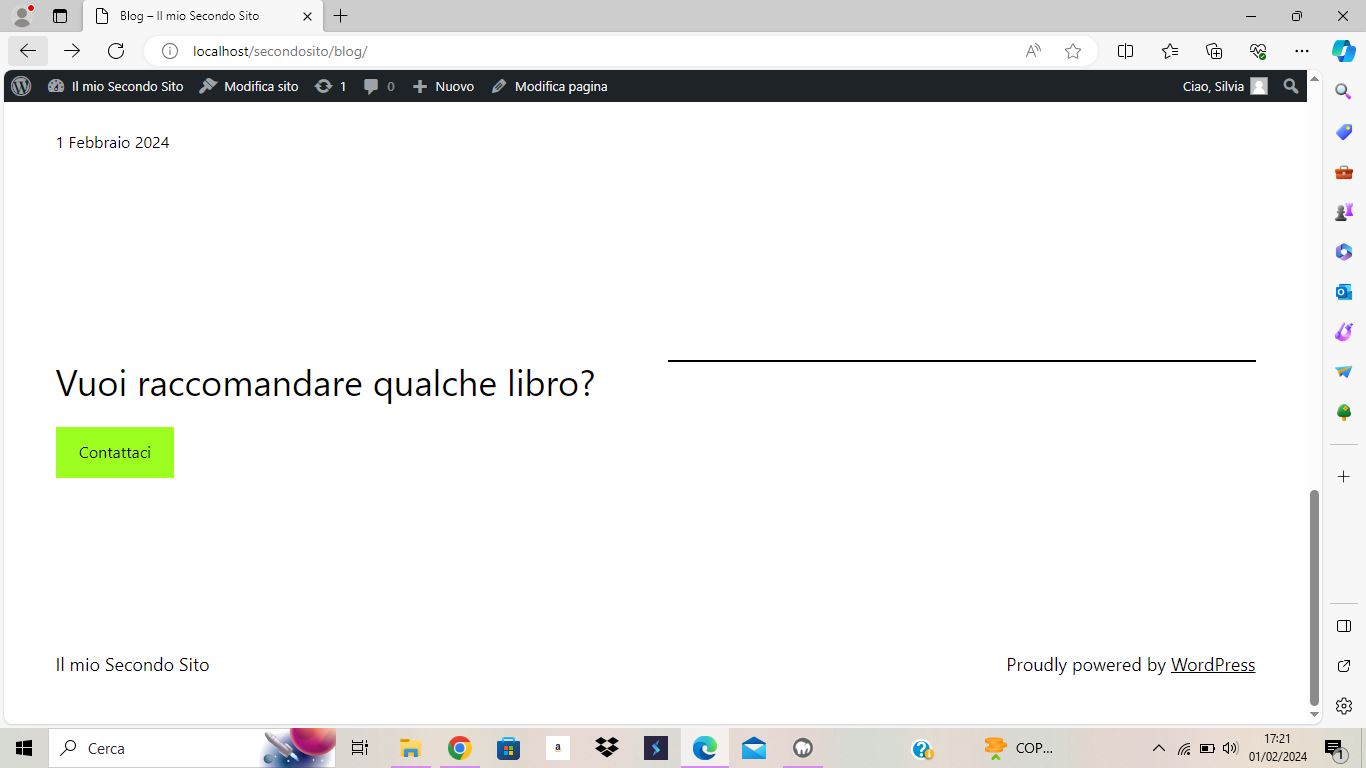 Blog – Il mio Secondo Sito
localhost/secondosito/blog/
Il mio Secondo Sito Modifica sito 1 0 Nuovo Modifica pagina Ciao, Silvia
1 Febbraio 2024
Vuoi raccomandare qualche libro?
Contattaci
Il mio Secondo Sito Proudly powered by WordPress
Cerca a COP... 17:21
01/02/2024 1